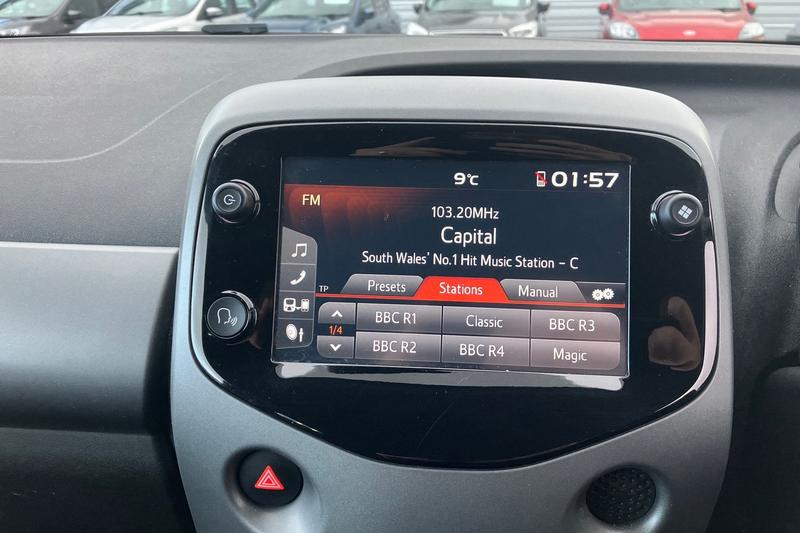 9°C 01:57
FM
103.20MHz
Capital
South Wales' No.1 Hit Music Station - C
TP Presets Stations Manual
BBC R1 Classic BBC R3
1/4
BBC R2 BBC R4 Magic